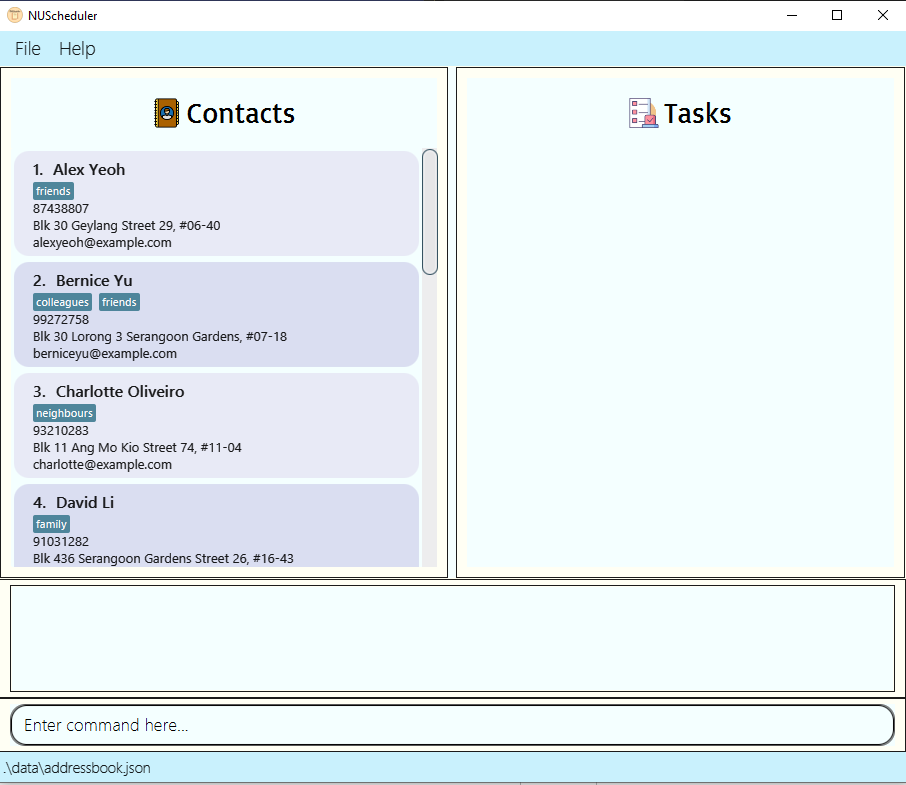 NUScheduler
File Help
Contacts
1. Alex Yeoh
friends
87438807
Blk 30 Geylang Street 29, #06-40
alexyeoh@example.com
2. Bernice Yu
colleagues friends
99272758
Blk 30 Lorong 3 Serangoon Gardens, #07-18
berniceyu@example.com
3. Charlotte Oliveiro
neighbours
93210283
Blk 11 Ang Mo Kio Street 74, #11-04
charlotte@example.com
4. David Li
family
91031282
Blk 436 Serangoon Gardens Street 26, #16-43
Tasks
Enter command here...
.\data\addressbook.json